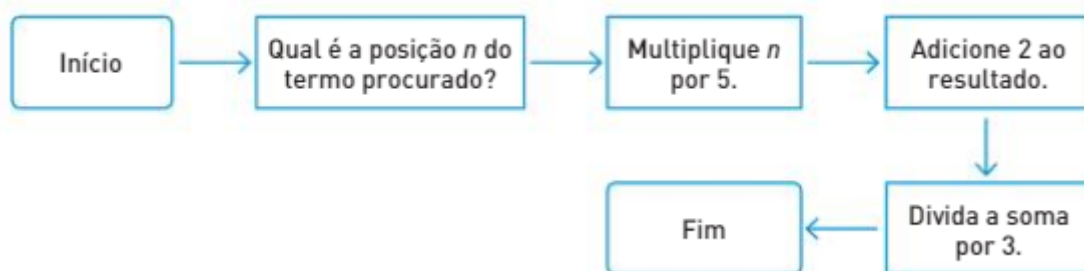 Início
Qual é a posição n do
termo procurado?
Multiplique n
por 5.
Adicione 2 ao
resultado.
Divida a soma
por 3.
Fim